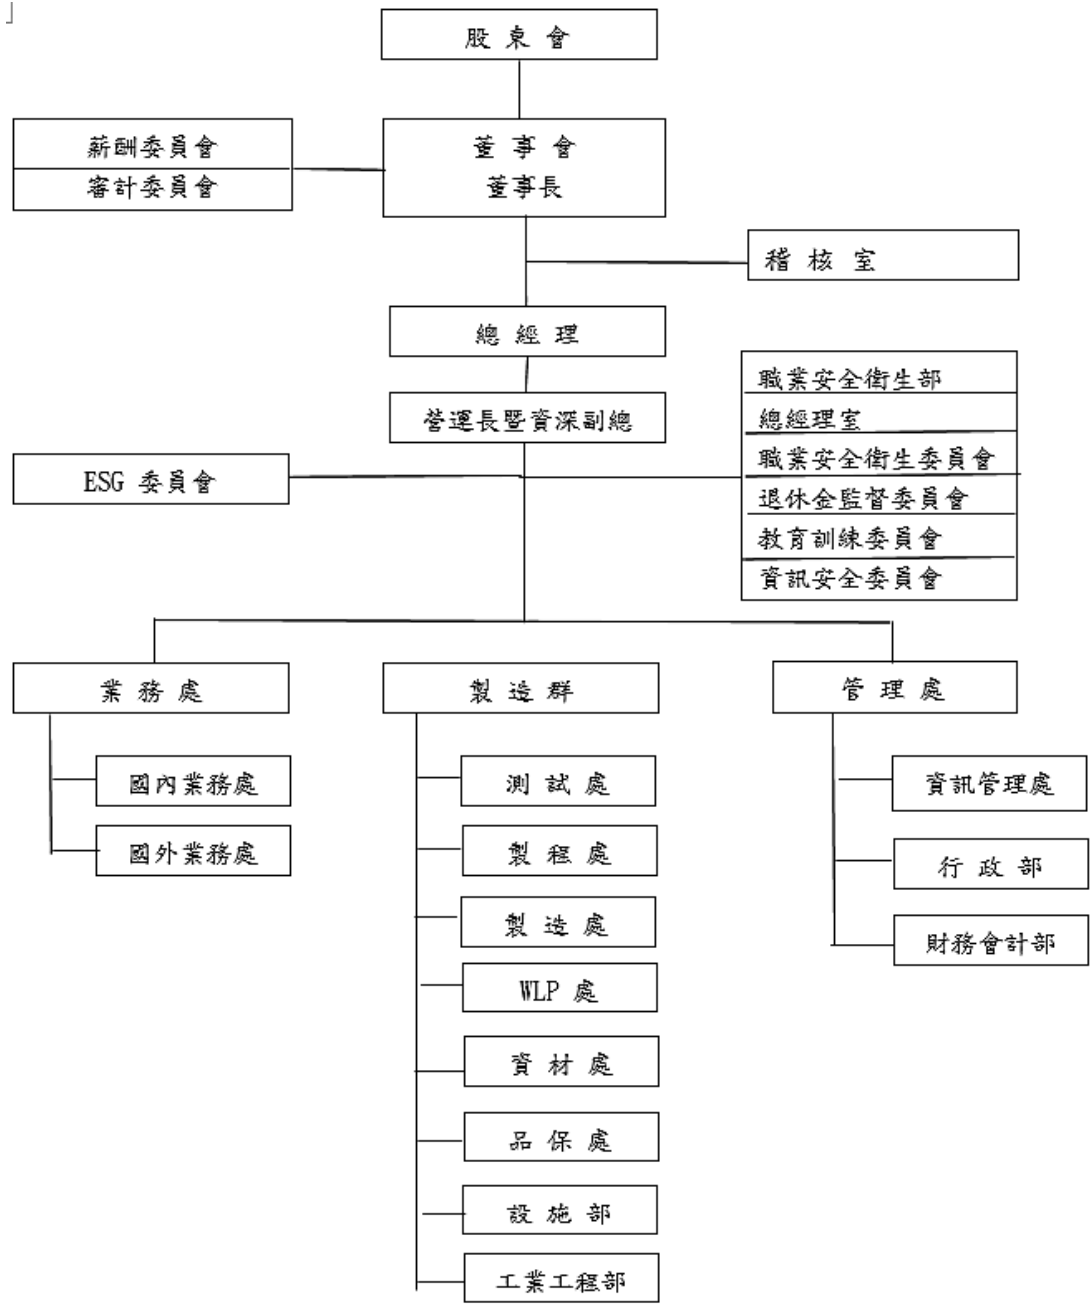 股東會
薪酬委員會
審計委員會
董事會
董事長
稽核室
總經理
營運長暨資深副總
職業安全衛生部
總經理室
職業安全衛生委員會
退休金監督委員會
教育訓練委員會
資訊安全委員會
ESG 委員會
業務處
國內業務處
國外業務處
製造群
測試處
製程處
製造處
WLP 處
資材處
品保處
設施部
工業工程部
管理處
資訊管理處
行政部
財務會計部